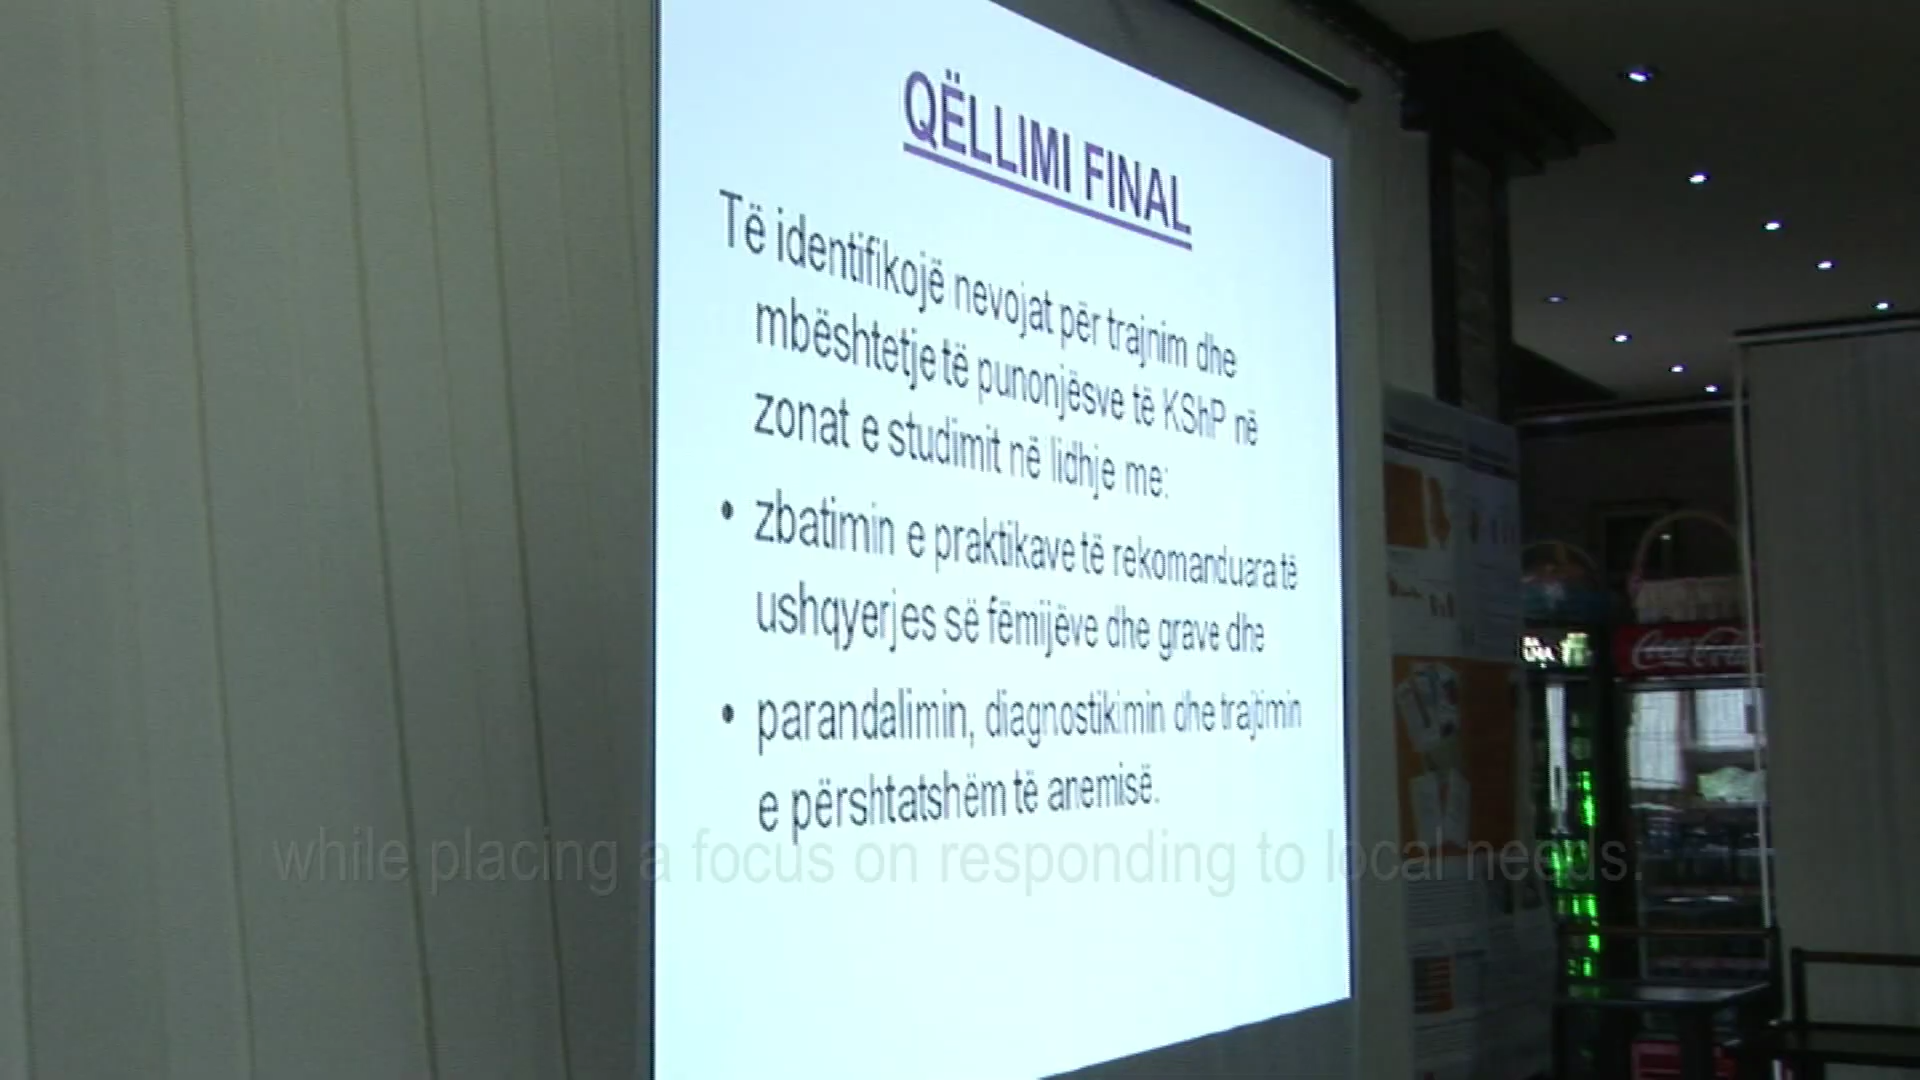 QËLLIMI FINAL
Të identifikojë nevojat për trajnim dhe
mbështetje të punonjësve të KShP në
zonat e studimit në lidhje me:
• zbatimin e praktikave të rekomanduara të
ushqyerjes së fëmijëve dhe grave dhe
• parandalimin, diagnostikimin dhe trajtimin
e përshtatshëm të anemisë.
while placing a focus on responding to local needs.
Coca-Cola